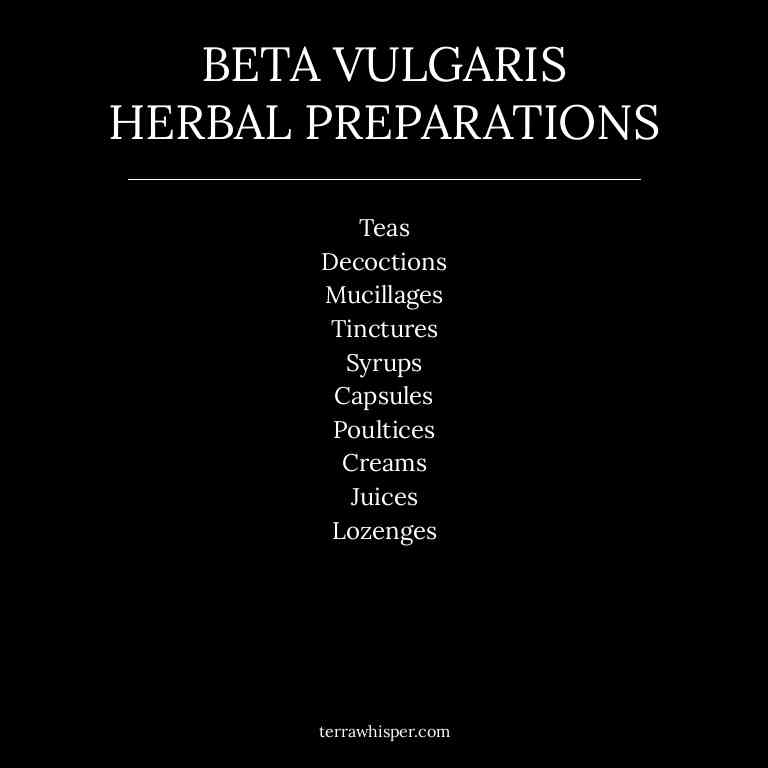 BETA VULGARIS
HERBAL PREPARATIONS
Teas
Decoctions
Mucillages
Tinctures
Syrups
Capsules
Poultices
Creams
Juices
Lozenges
terrawhisper.com